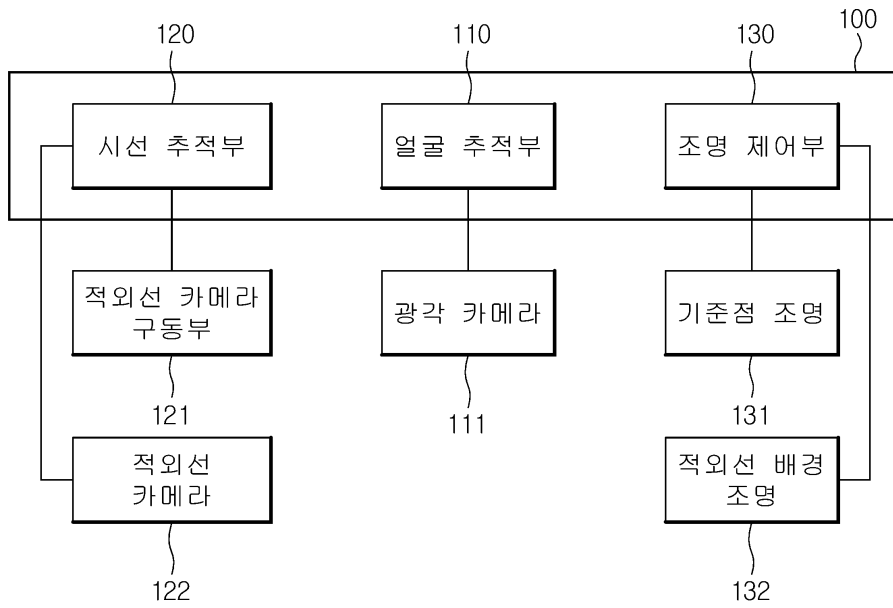 100
120
110
130
시선 추적부
얼굴 추적부
조명 제어부
적외선 카메라
구동부
광각 카메라
기준점 조명
121
111
131
적외선
카메라
적외선 배경
조명
122
132